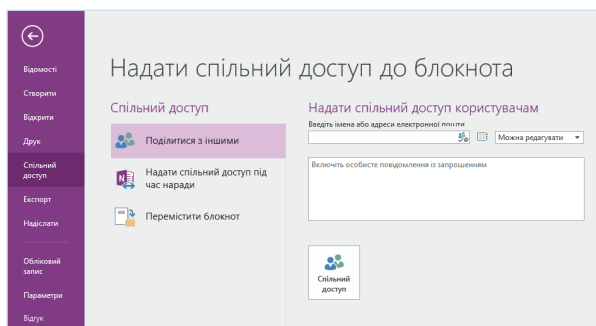 Надати спільний доступ до блокнота
Відомості
Створити
Відкрити
Друк
Спільний
доступ
Експорт
Надіслати
Обліковий
запис
Параметри
Відгук
Спільний доступ
Поділитися з іншими
Надати спільний доступ під
час наради
Перемістити блокнот
Надати спільний доступ користувачам
Введіть імена або адреси електронної пошти
Можна редагувати
Включіть особисте повідомлення із запрошенням
Спільний
доступ